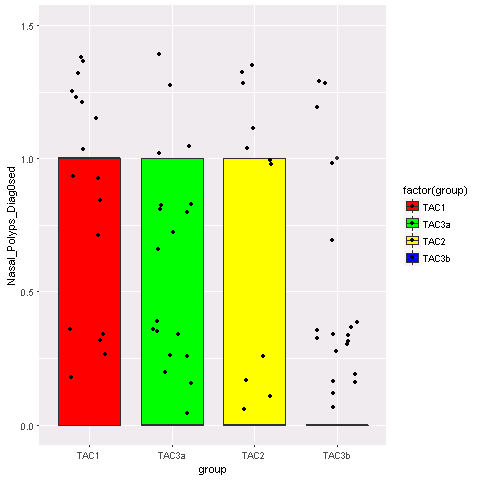 1.5
1.0
0.5
0.0
Nasal_Polyps_Diag0sed
TAC1
TAC3a
TAC2
TAC3b
group
factor(group)
TAC1
TAC3a
TAC2
TAC3b